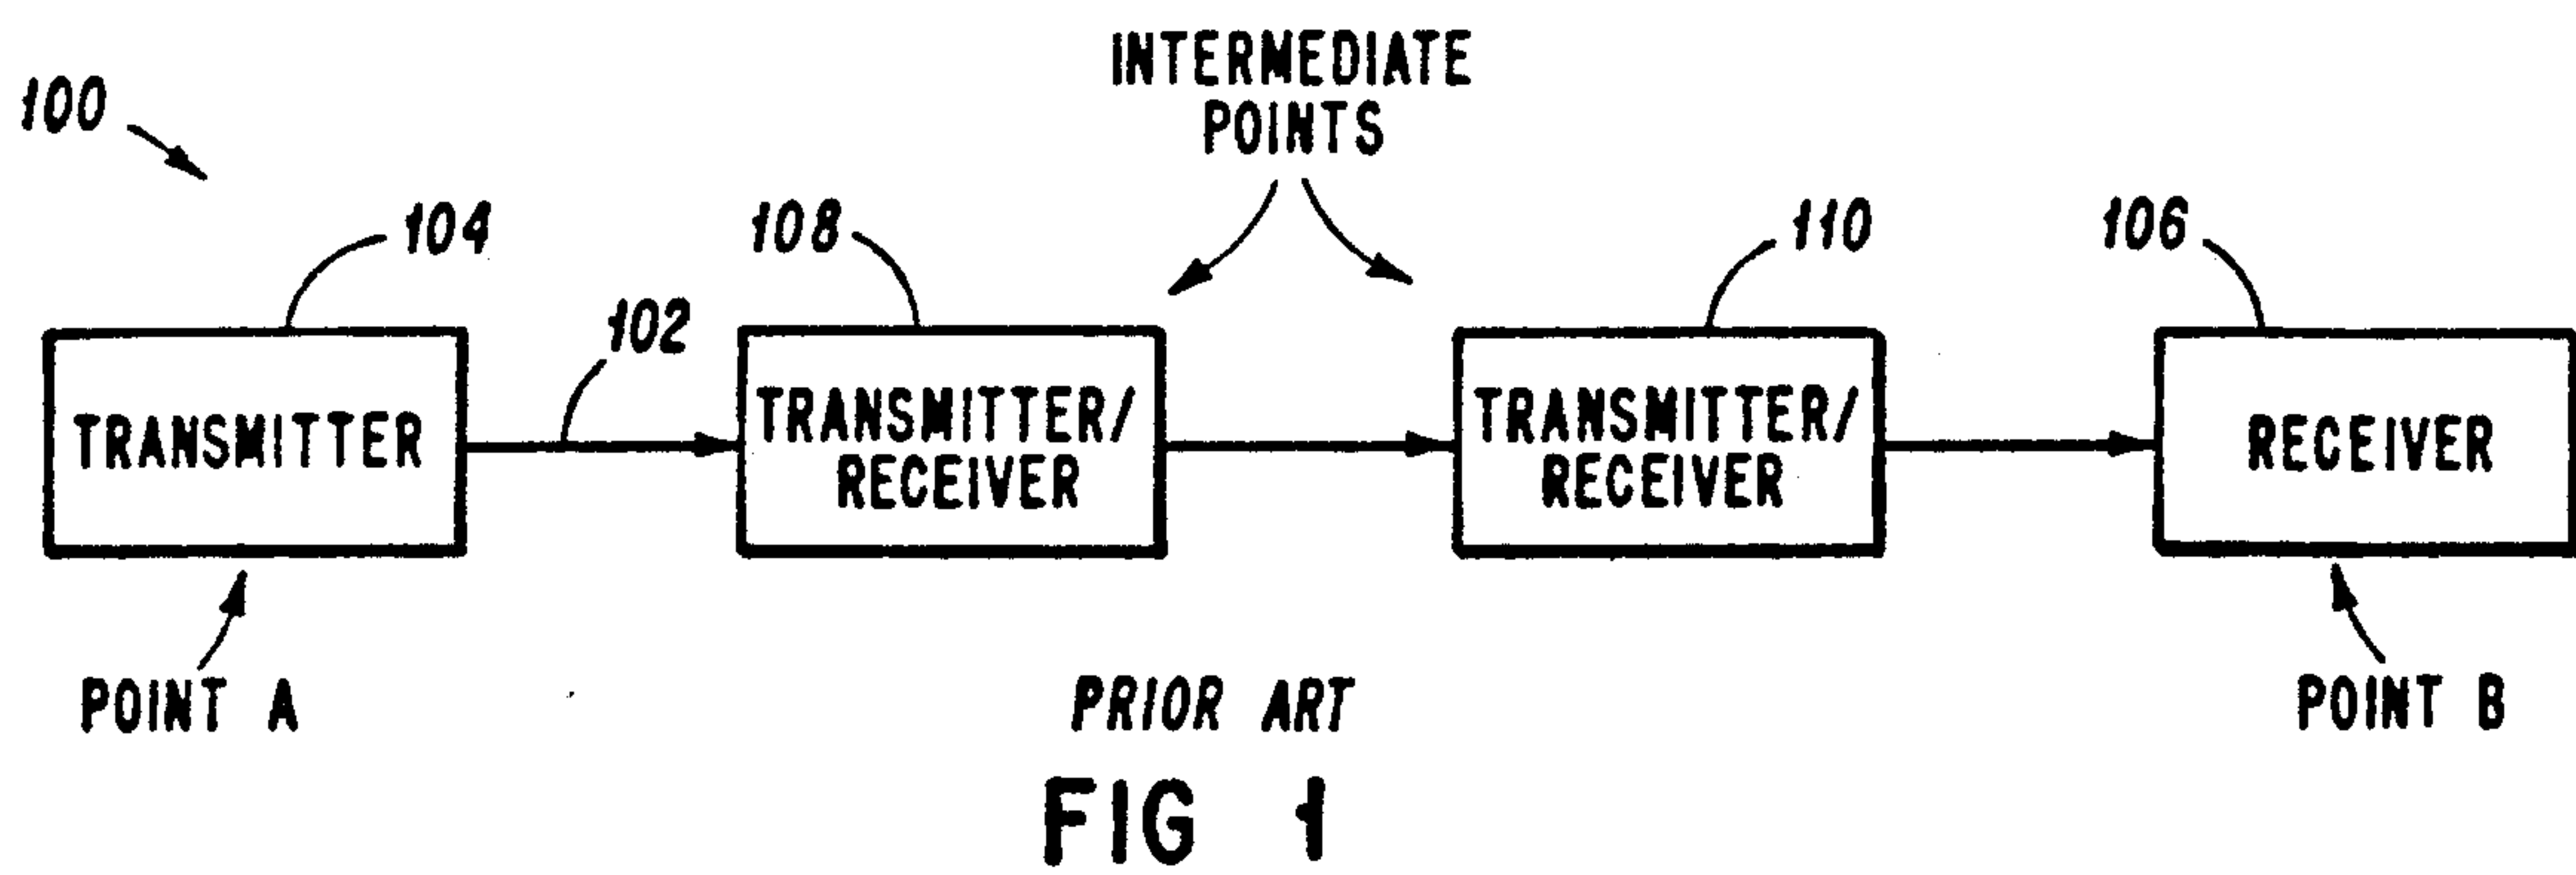 INTERMEDIATE
POINTS
100
104
108
110
106
102
TRANSMITTER
TRANSMITTER/
RECEIVER
TRANSMITTER/
RECEIVER
RECEIVER
POINT A
PRIOR ART
POINT B
FIG 1